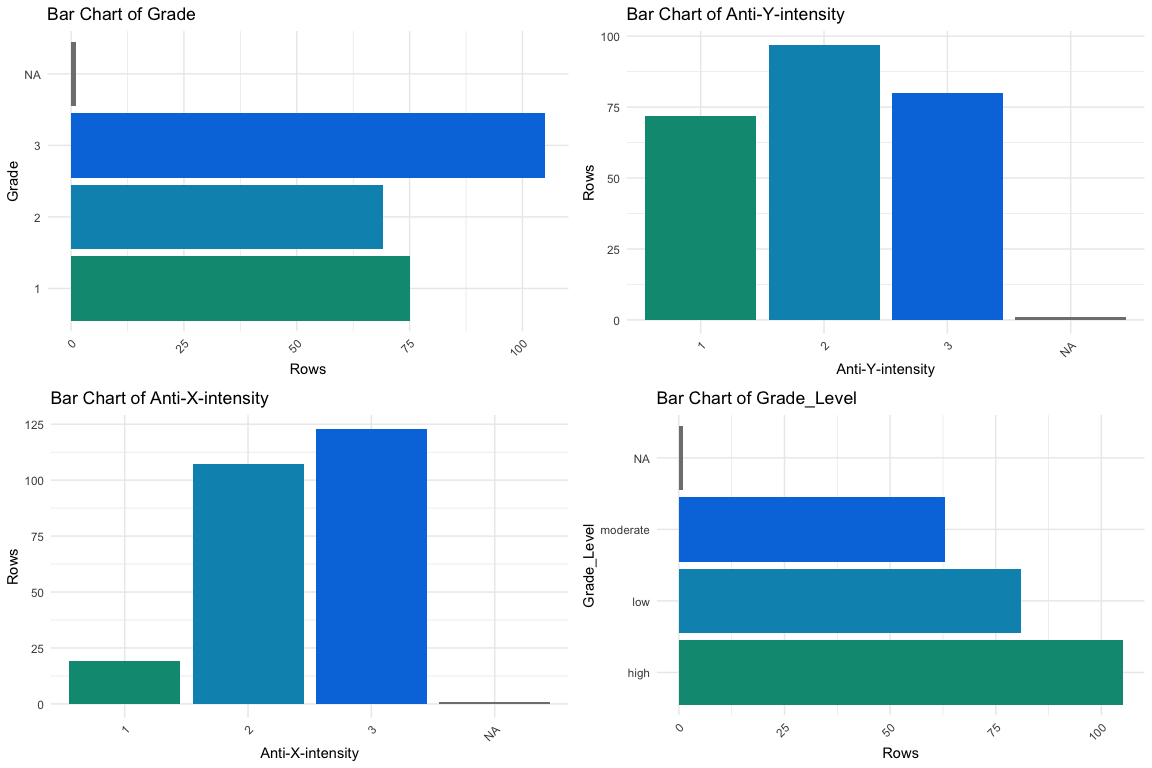 Bar Chart of Grade
NA
3
2
1
Grade
0
25
50
75
100
Rows
Bar Chart of Anti-Y-intensity
100
75
50
25
0
Rows
1
2
3
NA
Anti-Y-intensity
Bar Chart of Anti-X-intensity
125
100
75
50
25
0
Rows
1
2
3
NA
Anti-X-intensity
Bar Chart of Grade_Level
NA
moderate
low
high
Grade_Level
0
25
50
75
100
Rows